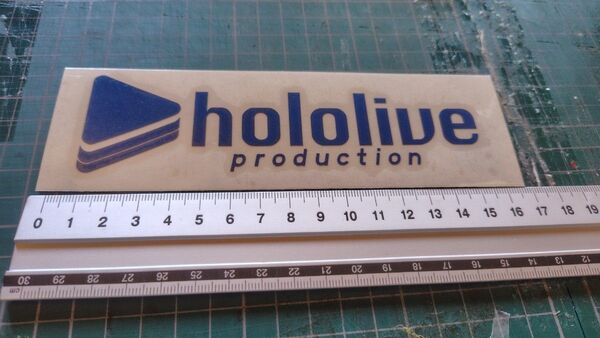 hololive
production
0 1 2 3 4 5 6 7 8 9 10 11 12 13 14 15 16 17 18 19
cm 30 29 28 27 26 25 24 23 22 21 20 19 18 17 16 15 14 13 12